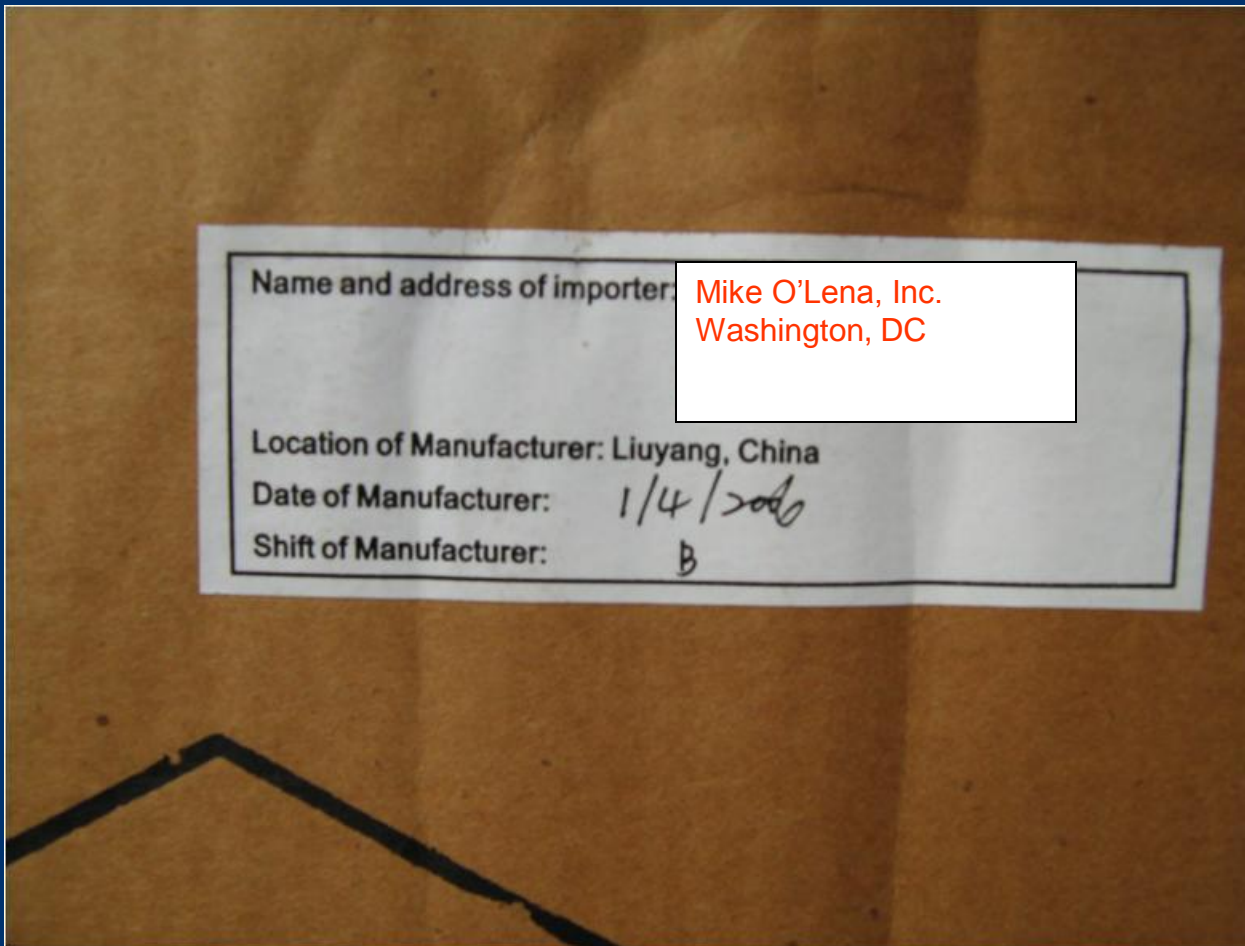 Name and address of importer: Mike O'Lena, Inc.
Washington, DC
Location of Manufacturer: Liuyang, China
Date of Manufacturer: 1/4/2006
Shift of Manufacturer: B